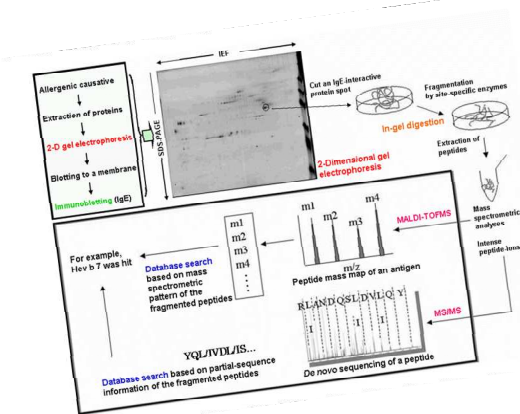 Allergenic causative
Extraction of proteins
2-D gel electrophoresis
Blotting to a membrane
Immunoblotting (IgE)
IEF
SDS-PAGE
2-Dimensional gel
electrophoresis
Cut an IgE-interactive
protein spot
Fragmentation
by site-specific enzymes
In-gel digestion
Extraction of
peptides
Mass
spectrometric
analyses
Intense
MALDI-TOFMS
m1
m2
m3
m4
m/z
Peptide mass map of an antigen
m1
m2
m3
m4
Database search
based on mass
spectrometric
pattern of the
fragmented peptides
For example,
Hev b 7 was hit
MS/MS
RLANDQSLDVLQY
I I I
De novo sequencing of a peptide
YQL/IVDL/IS...
Database search based on partial-sequence
information of the fragmented peptides